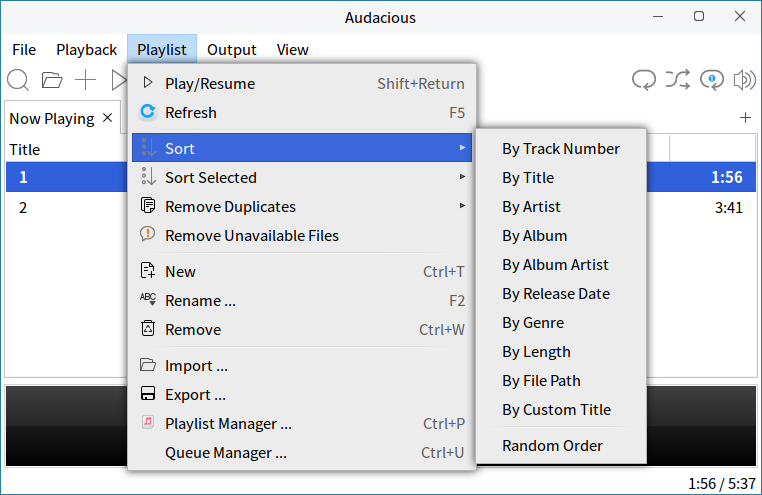 Audacious
File Playback Playlist Output View
Now Playing
Title
1 1:56
2 3:41
Play/Resume Shift+Return
Refresh F5
Sort
Sort Selected
Remove Duplicates
Remove Unavailable Files
New Ctrl+T
ABC Rename ... F2
Remove Ctrl+W
Import ...
Export ...
Playlist Manager ... Ctrl+P
Queue Manager ... Ctrl+U
By Track Number
By Title
By Artist
By Album
By Album Artist
By Release Date
By Genre
By Length
By File Path
By Custom Title
Random Order
1:56 / 5:37